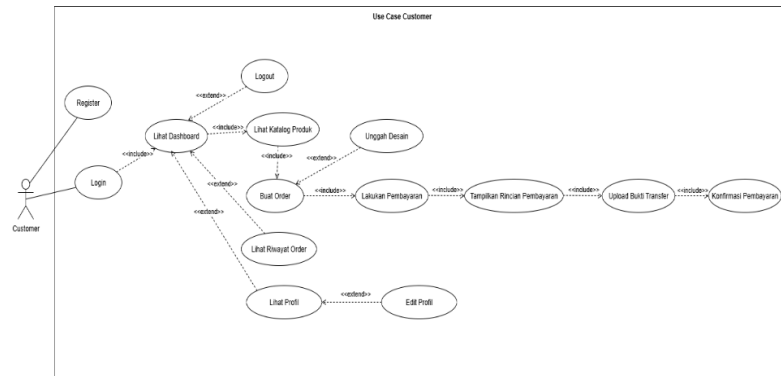 Use Case Customer
Logout
<<extend>>
Register
Lihat Dashboard
<<include>>
Lihat Katalog Produk
Unggah Desain
<<include>>
<<include>>
<<extend>>
Login
Buat Order
<<include>>
Lakukan Pembayaran
<<include>>
Tampilkan Rincian Pembayaran
<<include>>
Upload Bukti Transfer
<<include>>
Konfirmasi Pembayaran
<<extend>>
<<extend>>
Customer
Lihat Riwayat Order
Lihat Profil
<<extend>>
Edit Profil